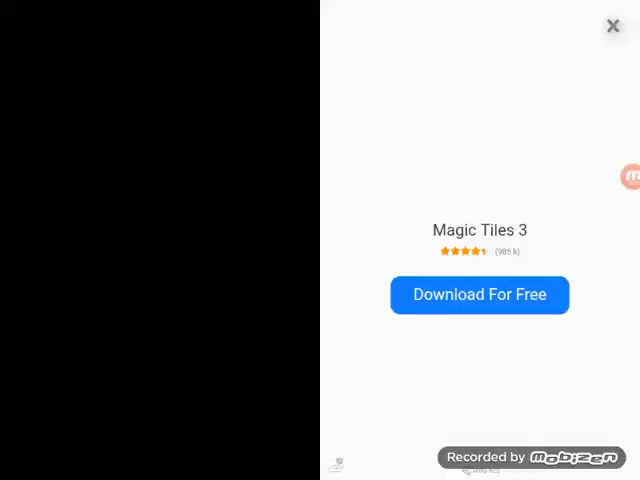 Magic Tiles 3
(985 k)
Download For Free
Recorded by mobizen